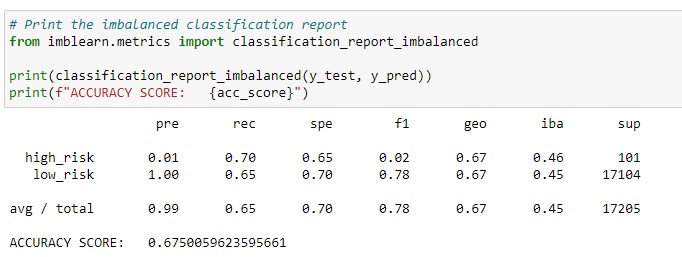 # Print the imbalanced classification report
from imblearn.metrics import classification_report_imbalanced
print(classification_report_imbalanced(y_test, y_pred))
print(f"ACCURACY SCORE:   {acc_score}")
pre rec spe f1 geo iba sup
high_risk 0.01 0.70 0.65 0.02 0.67 0.46 101
low_risk 1.00 0.65 0.70 0.78 0.67 0.45 17104
avg / total 0.99 0.65 0.70 0.78 0.67 0.45 17205
ACCURACY SCORE:   0.6750059623595661